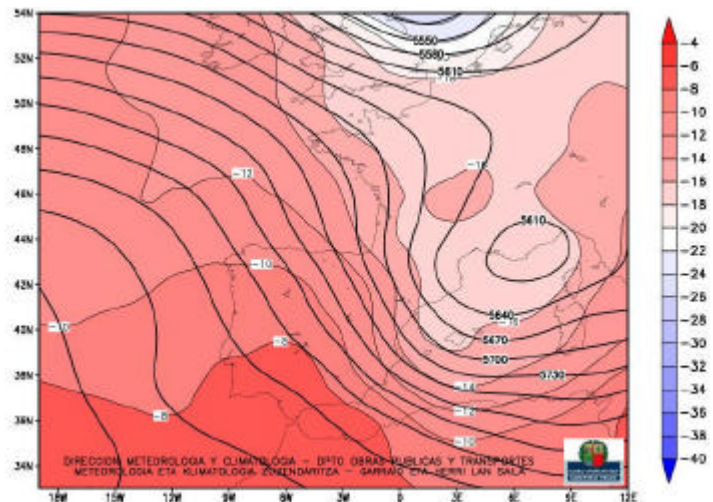 54N
52N
50N
48N
46N
44N
42N
40N
38N
36N
34N
18W
15W
12W
9W
6W
3W
0
3E
6E
9E
12E
5550
5580
5610
-16
-12
5610
-10
5640
-10
5670
-8
5700
5730
-14
-12
-8
-10
DIRECCION METEOROLOGIA Y CLIMATOLOGIA - DPTO OBRAS PUBLICAS Y TRANSPORTES
METEOROLOGIA ETA KLIMATOLOGIA ZUZENDARITZA - GARRAIO ETA HERRI LAN SAILA
-4
-6
-8
-10
-12
-14
-16
-18
-20
-22
-24
-26
-28
-30
-32
-34
-36
-38
-40